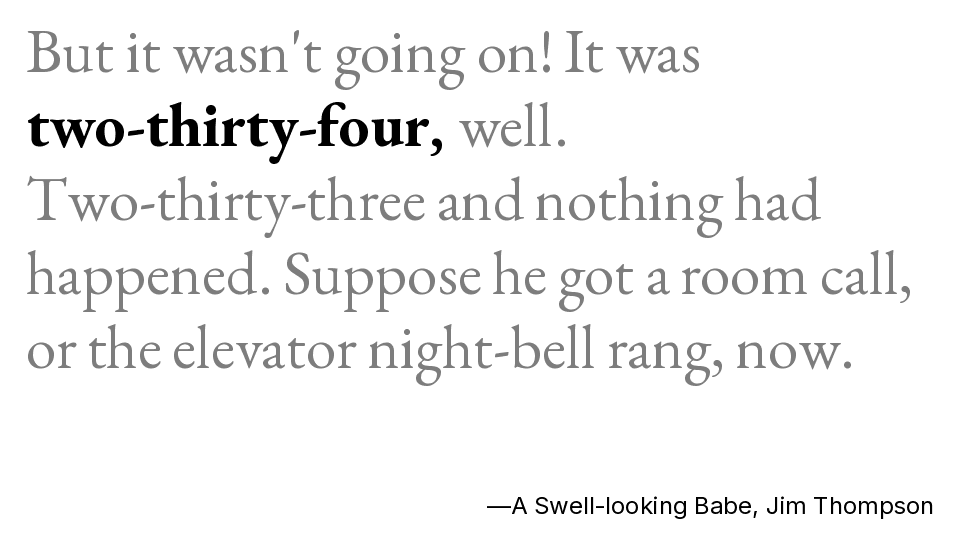 But it wasn't going on! It was
two-thirty-four, well.
Two-thirty-three and nothing had
happened. Suppose he got a room call,
or the elevator night-bell rang, now.
—A Swell-looking Babe, Jim Thompson